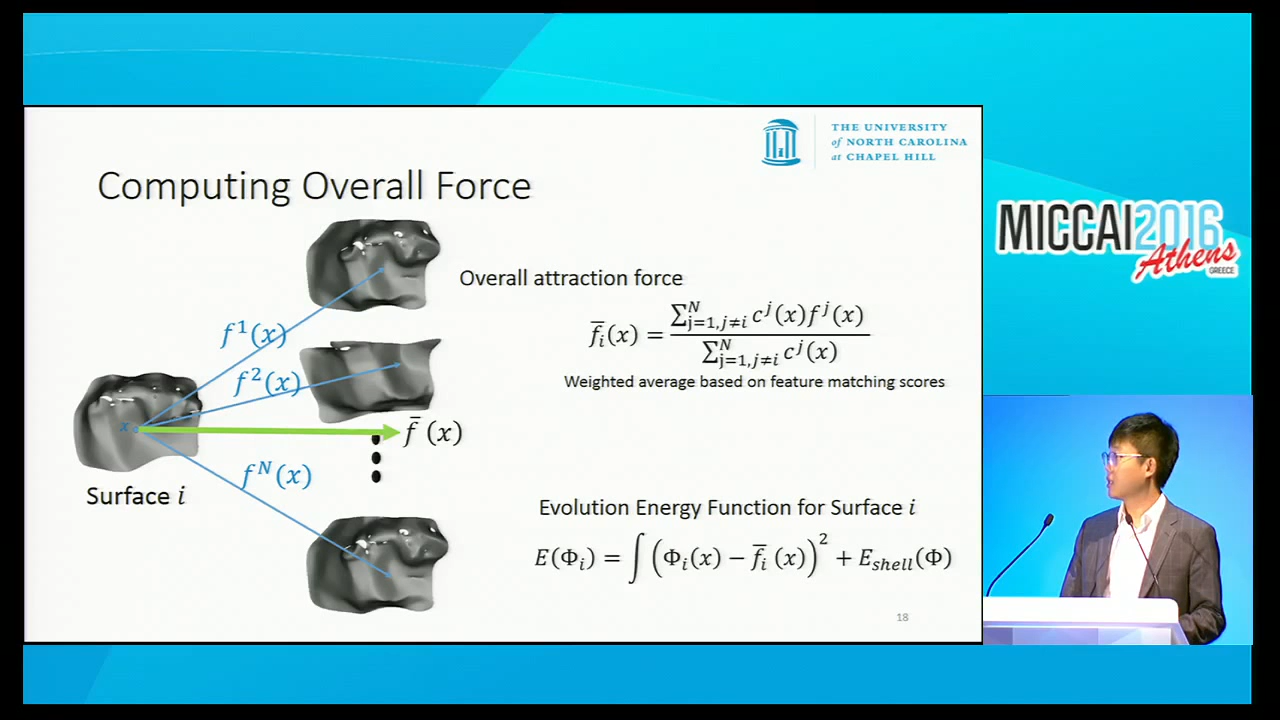 THE UNIVERSITY
of NORTH CAROLINA
at CHAPEL HILL
Computing Overall Force
Overall attraction force
f̅ᵢ(x) = ∑ᴺⱼ₌₁,ⱼ≠ᵢ cʲ(x)fʲ(x) / ∑ᴺⱼ₌₁,ⱼ≠ᵢ cʲ(x)
Weighted average based on feature matching scores
f¹(x)
f²(x)
x
f̅ (x)
fᴺ(x)
Surface i
Evolution Energy Function for Surface i
E(Φᵢ) = ∫ (Φᵢ(x) − f̅ᵢ (x))² + E_shell(Φ)
18
MICCAI2016
Athens
GREECE